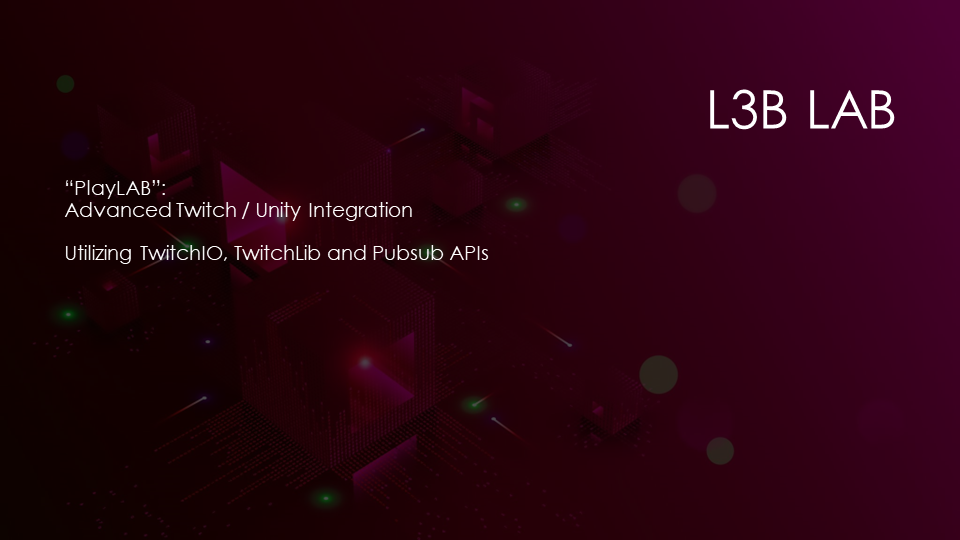 L3B LAB
“PlayLAB”:
Advanced Twitch / Unity Integration
Utilizing TwitchIO, TwitchLib and Pubsub APIs